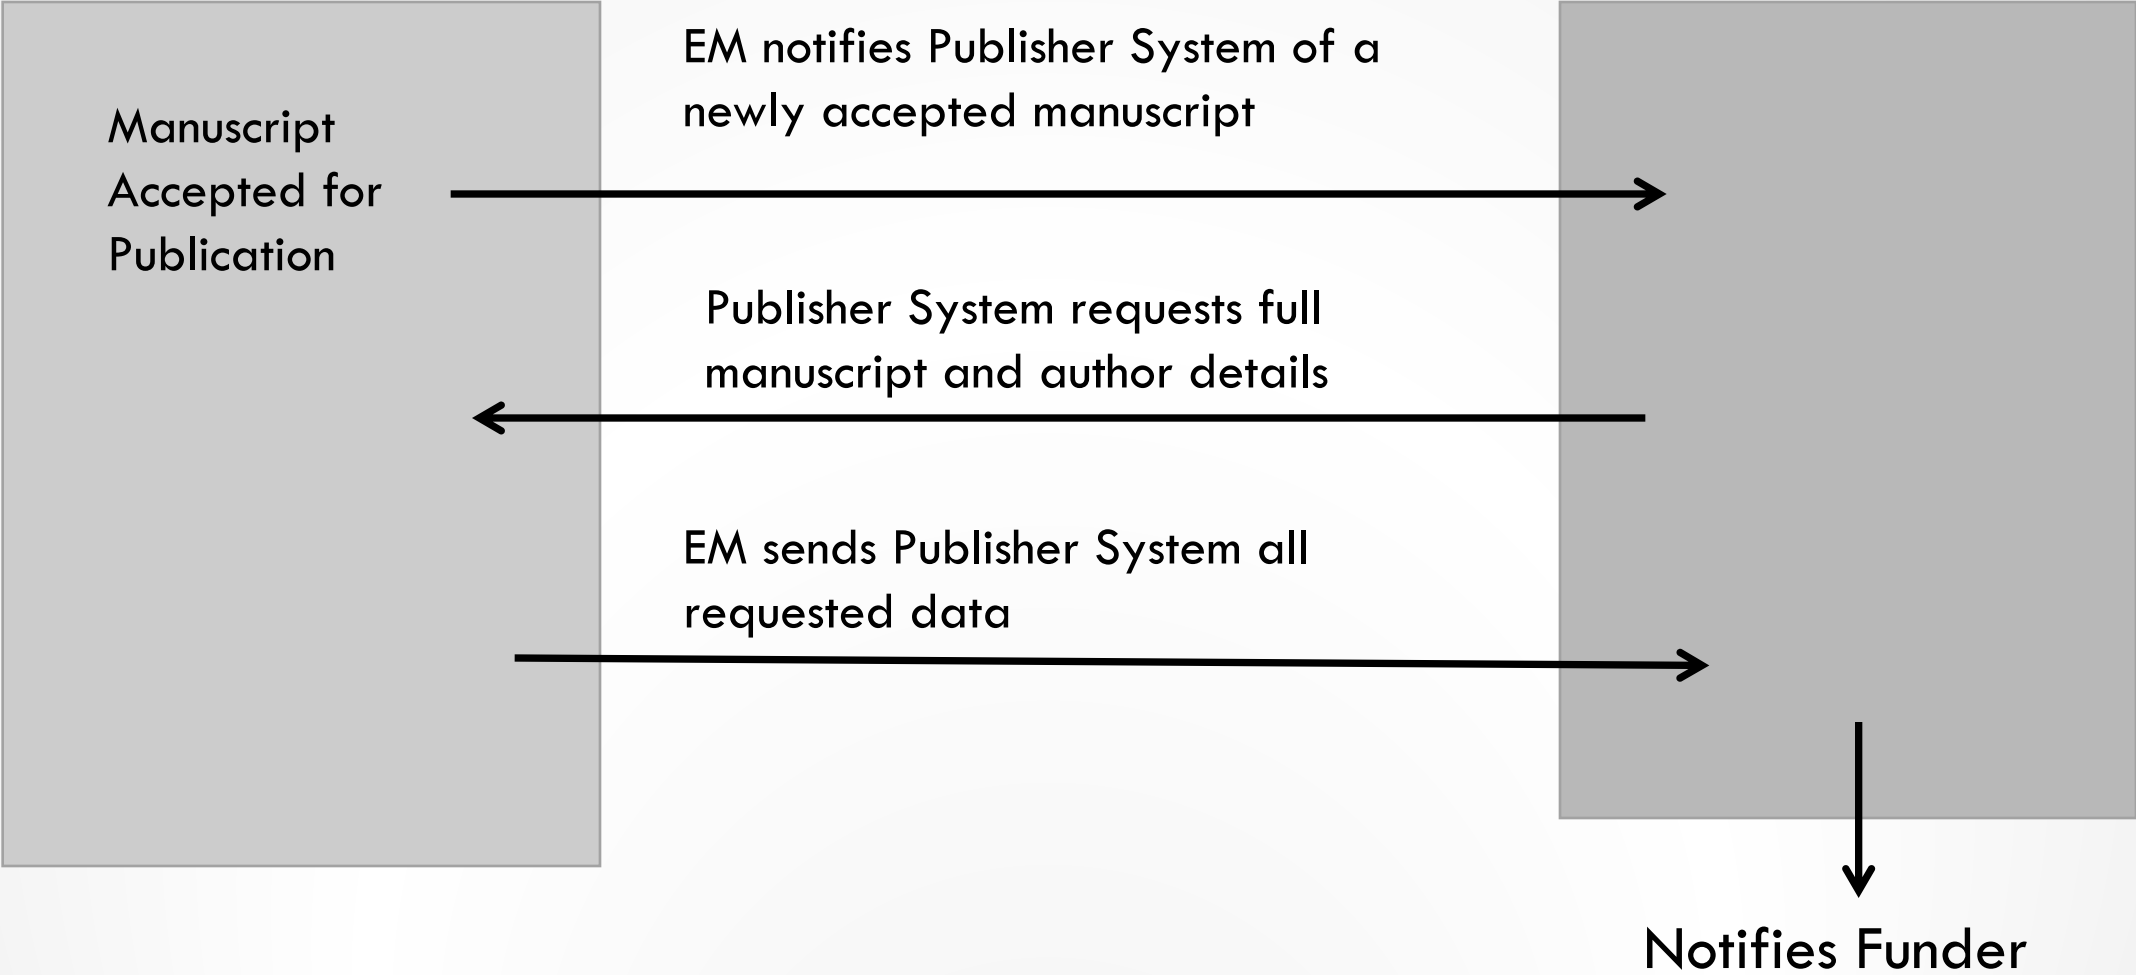 Manuscript
Accepted for
Publication
EM notifies Publisher System of a
newly accepted manuscript
Publisher System requests full
manuscript and author details
EM sends Publisher System all
requested data
Notifies Funder